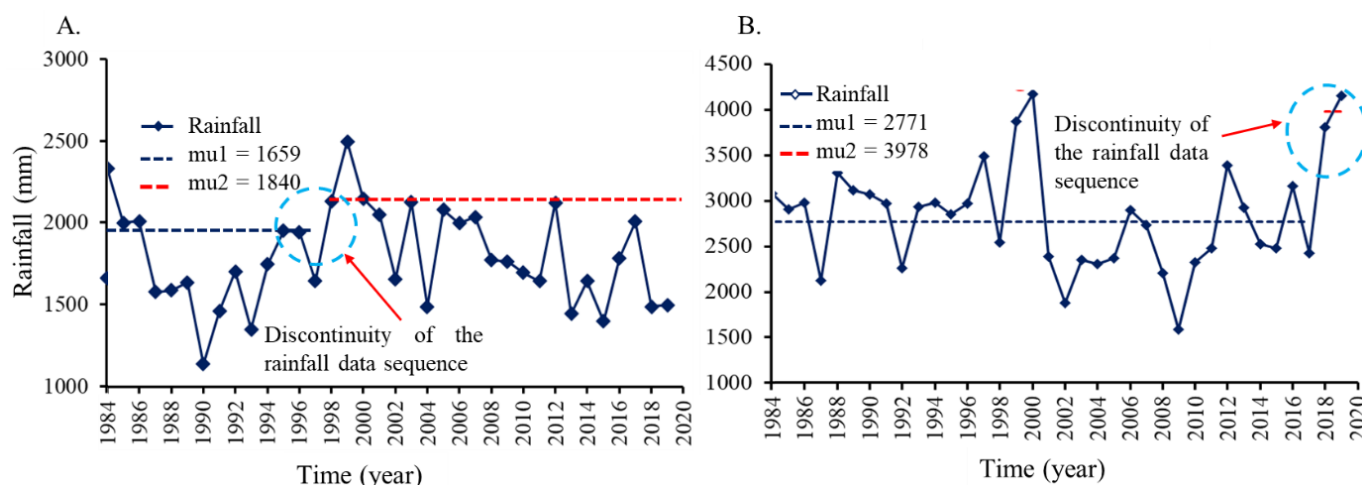 A.
3000
2500
2000
1500
1000
Rainfall (mm)
Rainfall
mu1 = 1659
mu2 = 1840
Discontinuity of the
rainfall data sequence
1984 1986 1988 1990 1992 1994 1996 1998 2000 2002 2004 2006 2008 2010 2012 2014 2016 2018 2020
Time (year)
B.
4500
4000
3500
3000
2500
2000
1500
1000
Rainfall
mu1 = 2771
mu2 = 3978
Discontinuity of
the rainfall data
sequence
1984 1986 1988 1990 1992 1994 1996 1998 2000 2002 2004 2006 2008 2010 2012 2014 2016 2018 2020
Time (year)